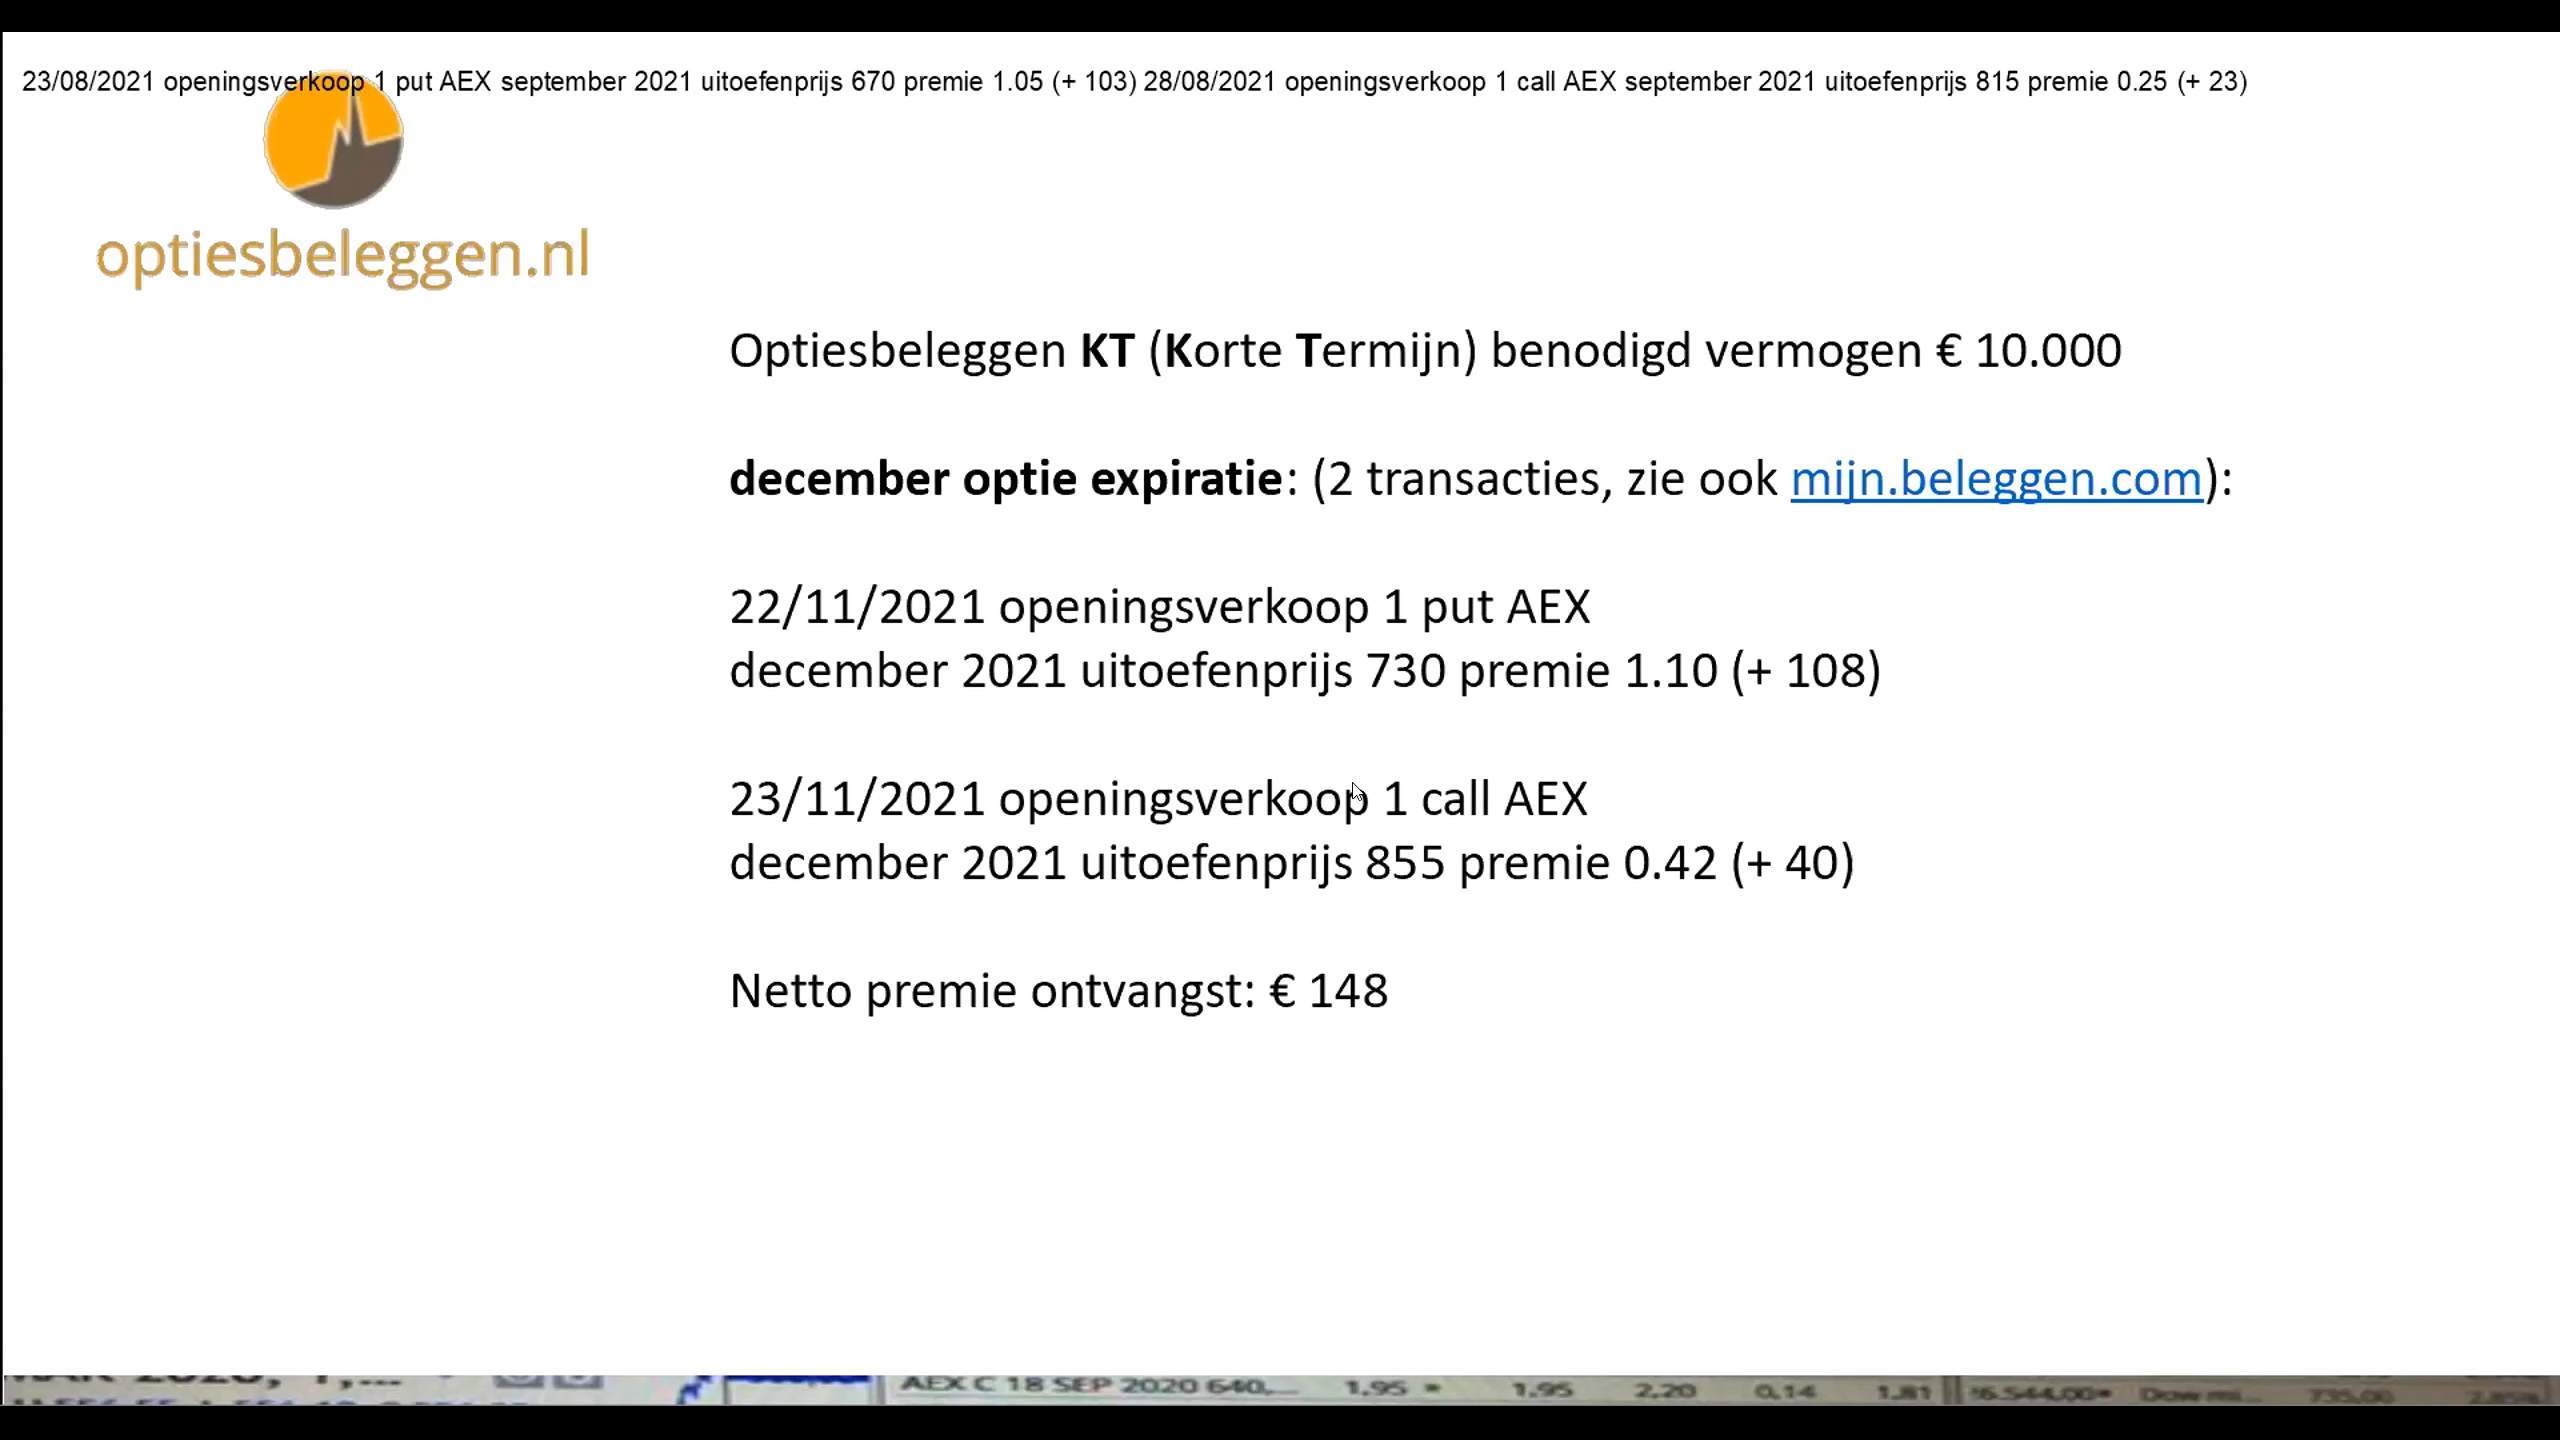 23/08/2021 openingsverkoop 1 put AEX september 2021 uitoefenprijs 670 premie 1.05 (+ 103) 28/08/2021 openingsverkoop 1 call AEX september 2021 uitoefenprijs 815 premie 0.25 (+ 23)
optiesbeleggen.nl
Optiesbeleggen KT (Korte Termijn) benodigd vermogen € 10.000
december optie expiratie: (2 transacties, zie ook mijn.beleggen.com):
22/11/2021 openingsverkoop 1 put AEX
december 2021 uitoefenprijs 730 premie 1.10 (+ 108)
23/11/2021 openingsverkoop 1 call AEX
december 2021 uitoefenprijs 855 premie 0.42 (+ 40)
Netto premie ontvangst: € 148
AEX C 18 SEP 2020 640,... 1,95 1,95 2,20 0,14 1,81